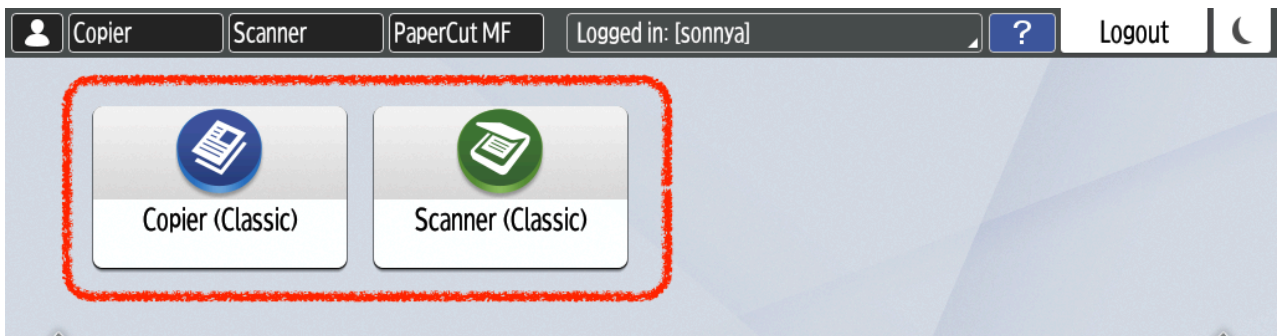 Copier Scanner PaperCut MF Logged in: [sonnya] ? Logout
Copier (Classic) Scanner (Classic)